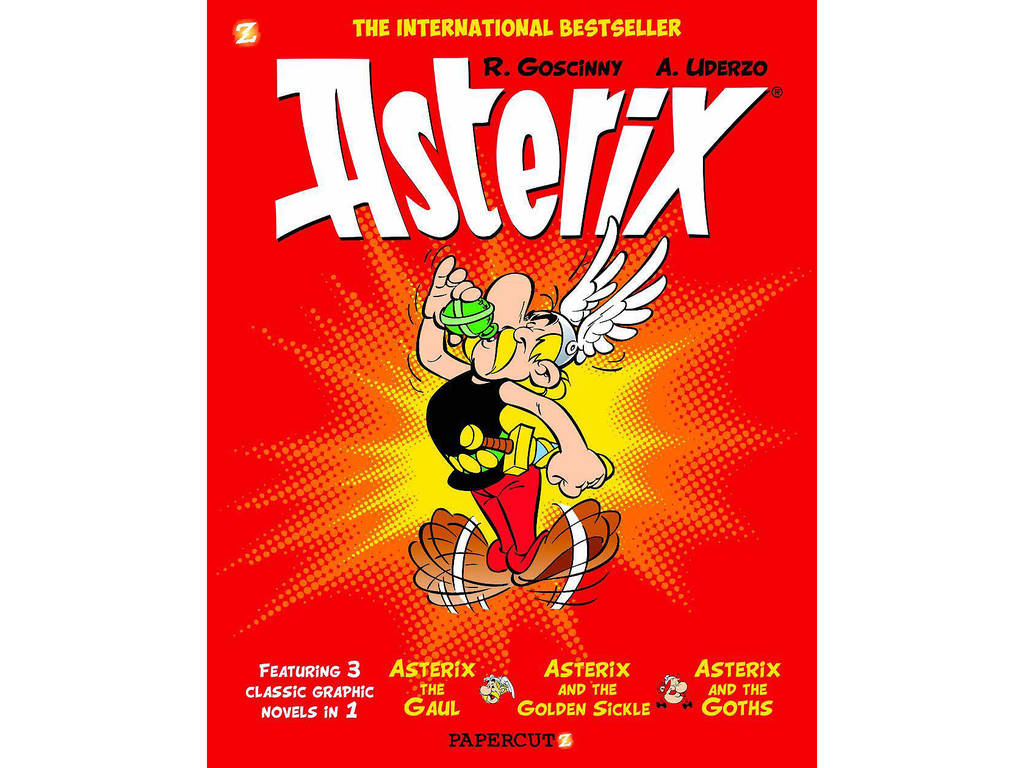 Z
THE INTERNATIONAL BESTSELLER
R. GOSCINNY A. UDERZO
Asterix®
FEATURING 3
CLASSIC GRAPHIC
NOVELS IN 1
ASTERIX
THE
GAUL
ASTERIX
AND THE
GOLDEN SICKLE
ASTERIX
AND THE
GOTHS
PAPERCUTZ